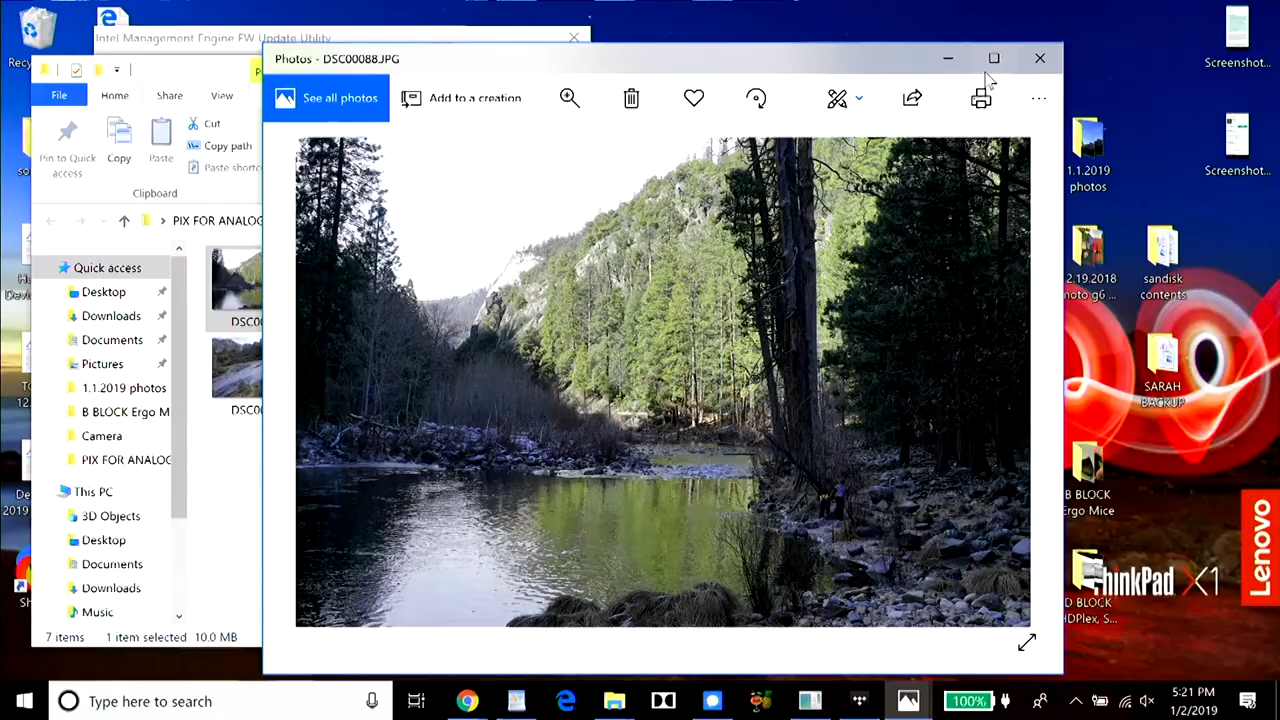 Intel Management Engine FW Update Utility
Photos - DSC00088.JPG
See all photos
Add to a creation
File
Home
Share
View
Pin to Quick
access
Copy
Paste
Cut
Copy path
Paste shortc
Clipboard
PIX FOR ANALOG
Quick access
Desktop
Downloads
Documents
Pictures
1.1.2019 photos
B BLOCK Ergo M
Camera
PIX FOR ANALOG
This PC
3D Objects
Desktop
Documents
Downloads
Music
7 items
1 item selected
10.0 MB
Screenshot...
Screenshot...
1.1.2019
photos
2.19.2018
moto g6 ...
sandisk
contents
SARAH
BACKUP
B BLOCK
Ergo Mice
D BLOCK
HDPlex, S...
ThinkPad X1
Lenovo
Type here to search
100%
5:21 PM
1/2/2019